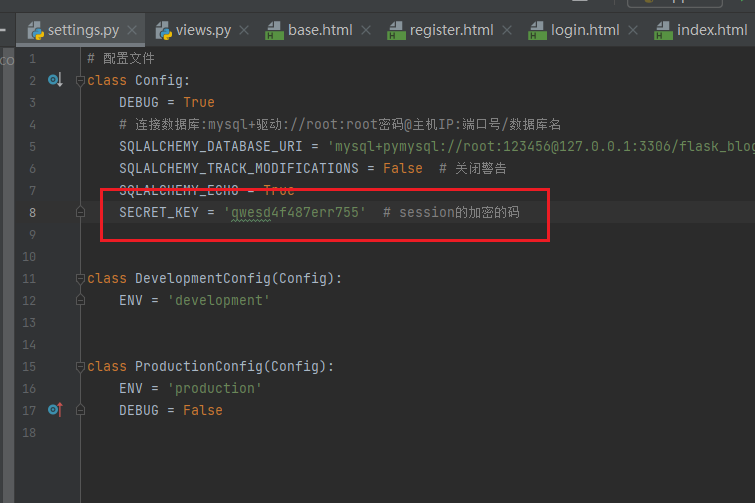 settings.py views.py base.html register.html login.html index.html
1 # 配置文件
2 class Config:
3 DEBUG = True
4 # 连接数据库:mysql+驱动://root:root密码@主机IP:端口号/数据库名
5 SQLALCHEMY_DATABASE_URI = 'mysql+pymysql://root:123456@127.0.0.1:3306/flask_blog
6 SQLALCHEMY_TRACK_MODIFICATIONS = False # 关闭警告
7 SQLALCHEMY_ECHO = True
8 SECRET_KEY = 'qwesd4f487err755' # session的加密的码
9
10
11 class DevelopmentConfig(Config):
12 ENV = 'development'
13
14
15 class ProductionConfig(Config):
16 ENV = 'production'
17 DEBUG = False
18